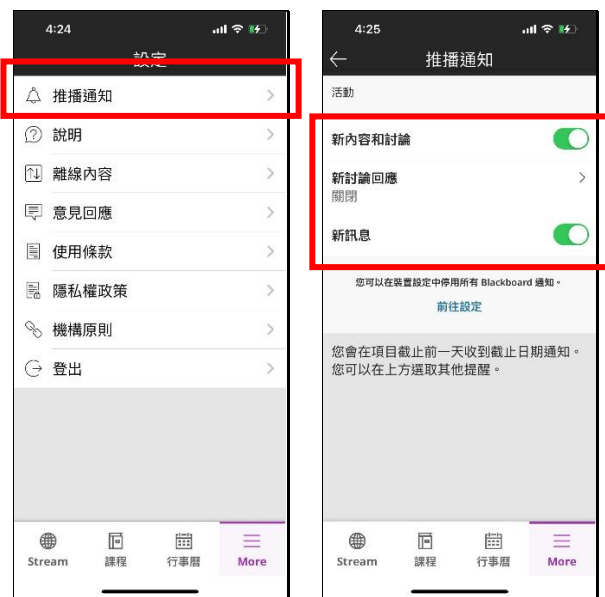 4:24
設定
推播通知
說明
離線內容
意見回應
使用條款
隱私權政策
機構原則
登出
Stream
課程
行事曆
More
4:25
推播通知
活動
新內容和討論
新討論回應
關閉
新訊息
您可以在裝置設定中停用所有 Blackboard 通知。
前往設定
您會在項目截止前一天收到截止日期通知。
您可以在上方選取其他提醒。
Stream
課程
行事曆
More